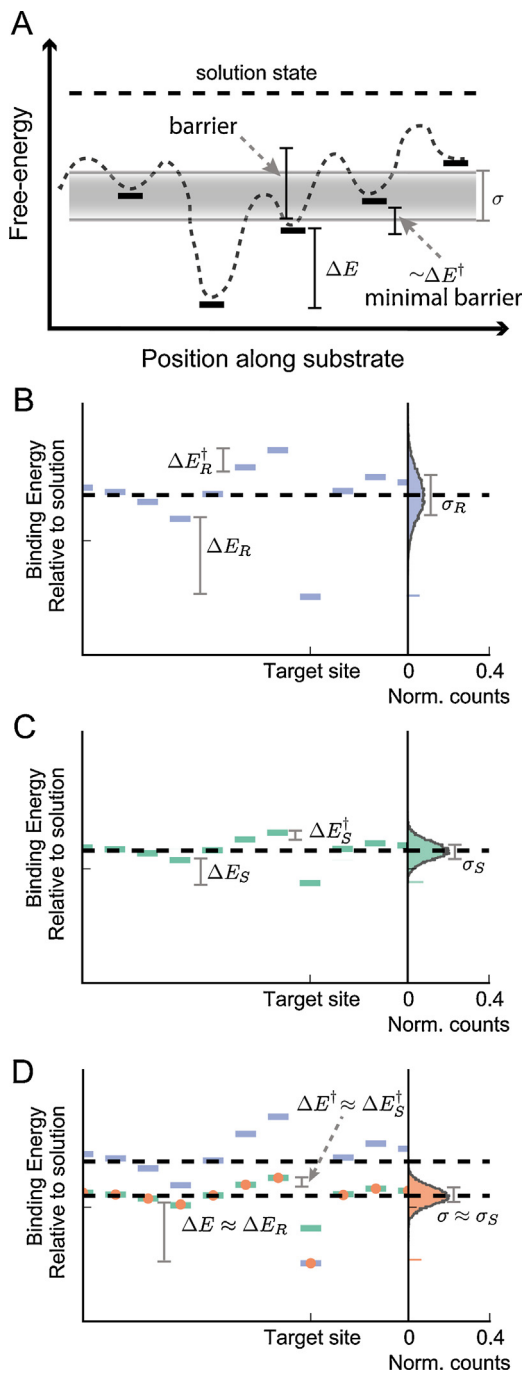 A
solution state
barrier
σ
ΔE
~ΔE†
minimal barrier
Free-energy
Position along substrate
B
ΔE†R
ΔER
σR
Binding Energy
Relative to solution
Target site
0
0.4
Norm. counts
C
ΔE†S
ΔES
σS
Binding Energy
Relative to solution
Target site
0
0.4
Norm. counts
D
ΔE† ≈ ΔE†S
ΔE ≈ ΔER
σ ≈ σS
Binding Energy
Relative to solution
Target site
0
0.4
Norm. counts